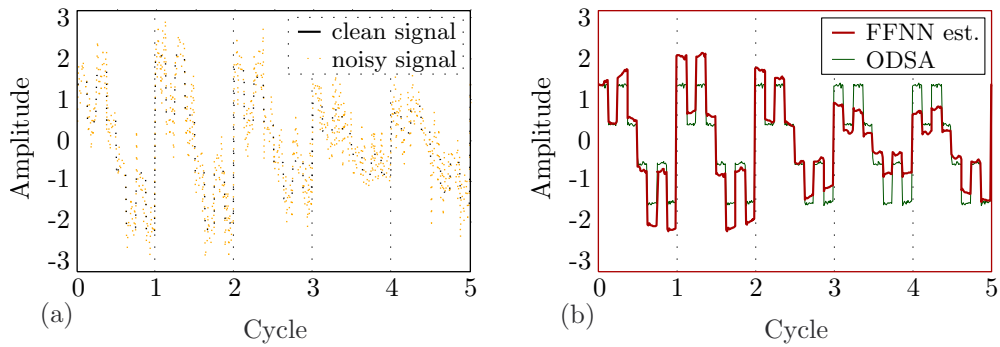 3
2
1
0
-1
-2
-3
Amplitude
clean signal
noisy signal
0 1 2 3 4 5
Cycle
(a)
3
2
1
0
-1
-2
-3
Amplitude
FFNN est.
ODSA
0 1 2 3 4 5
Cycle
(b)